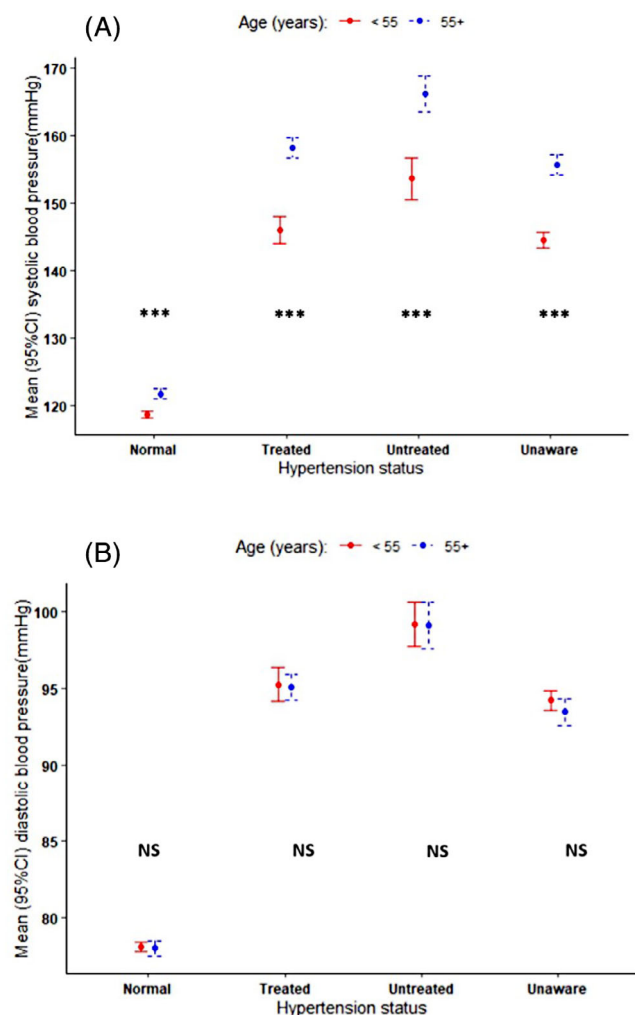 (A)
Age (years): < 55 55+
Mean (95%CI) systolic blood pressure(mmHg)
170
160
150
140
130
120
*** *** *** ***
Normal Treated Untreated Unaware
Hypertension status
(B)
Age (years): < 55 55+
Mean (95%CI) diastolic blood pressure(mmHg)
100
95
90
85
80
NS NS NS NS
Normal Treated Untreated Unaware
Hypertension status